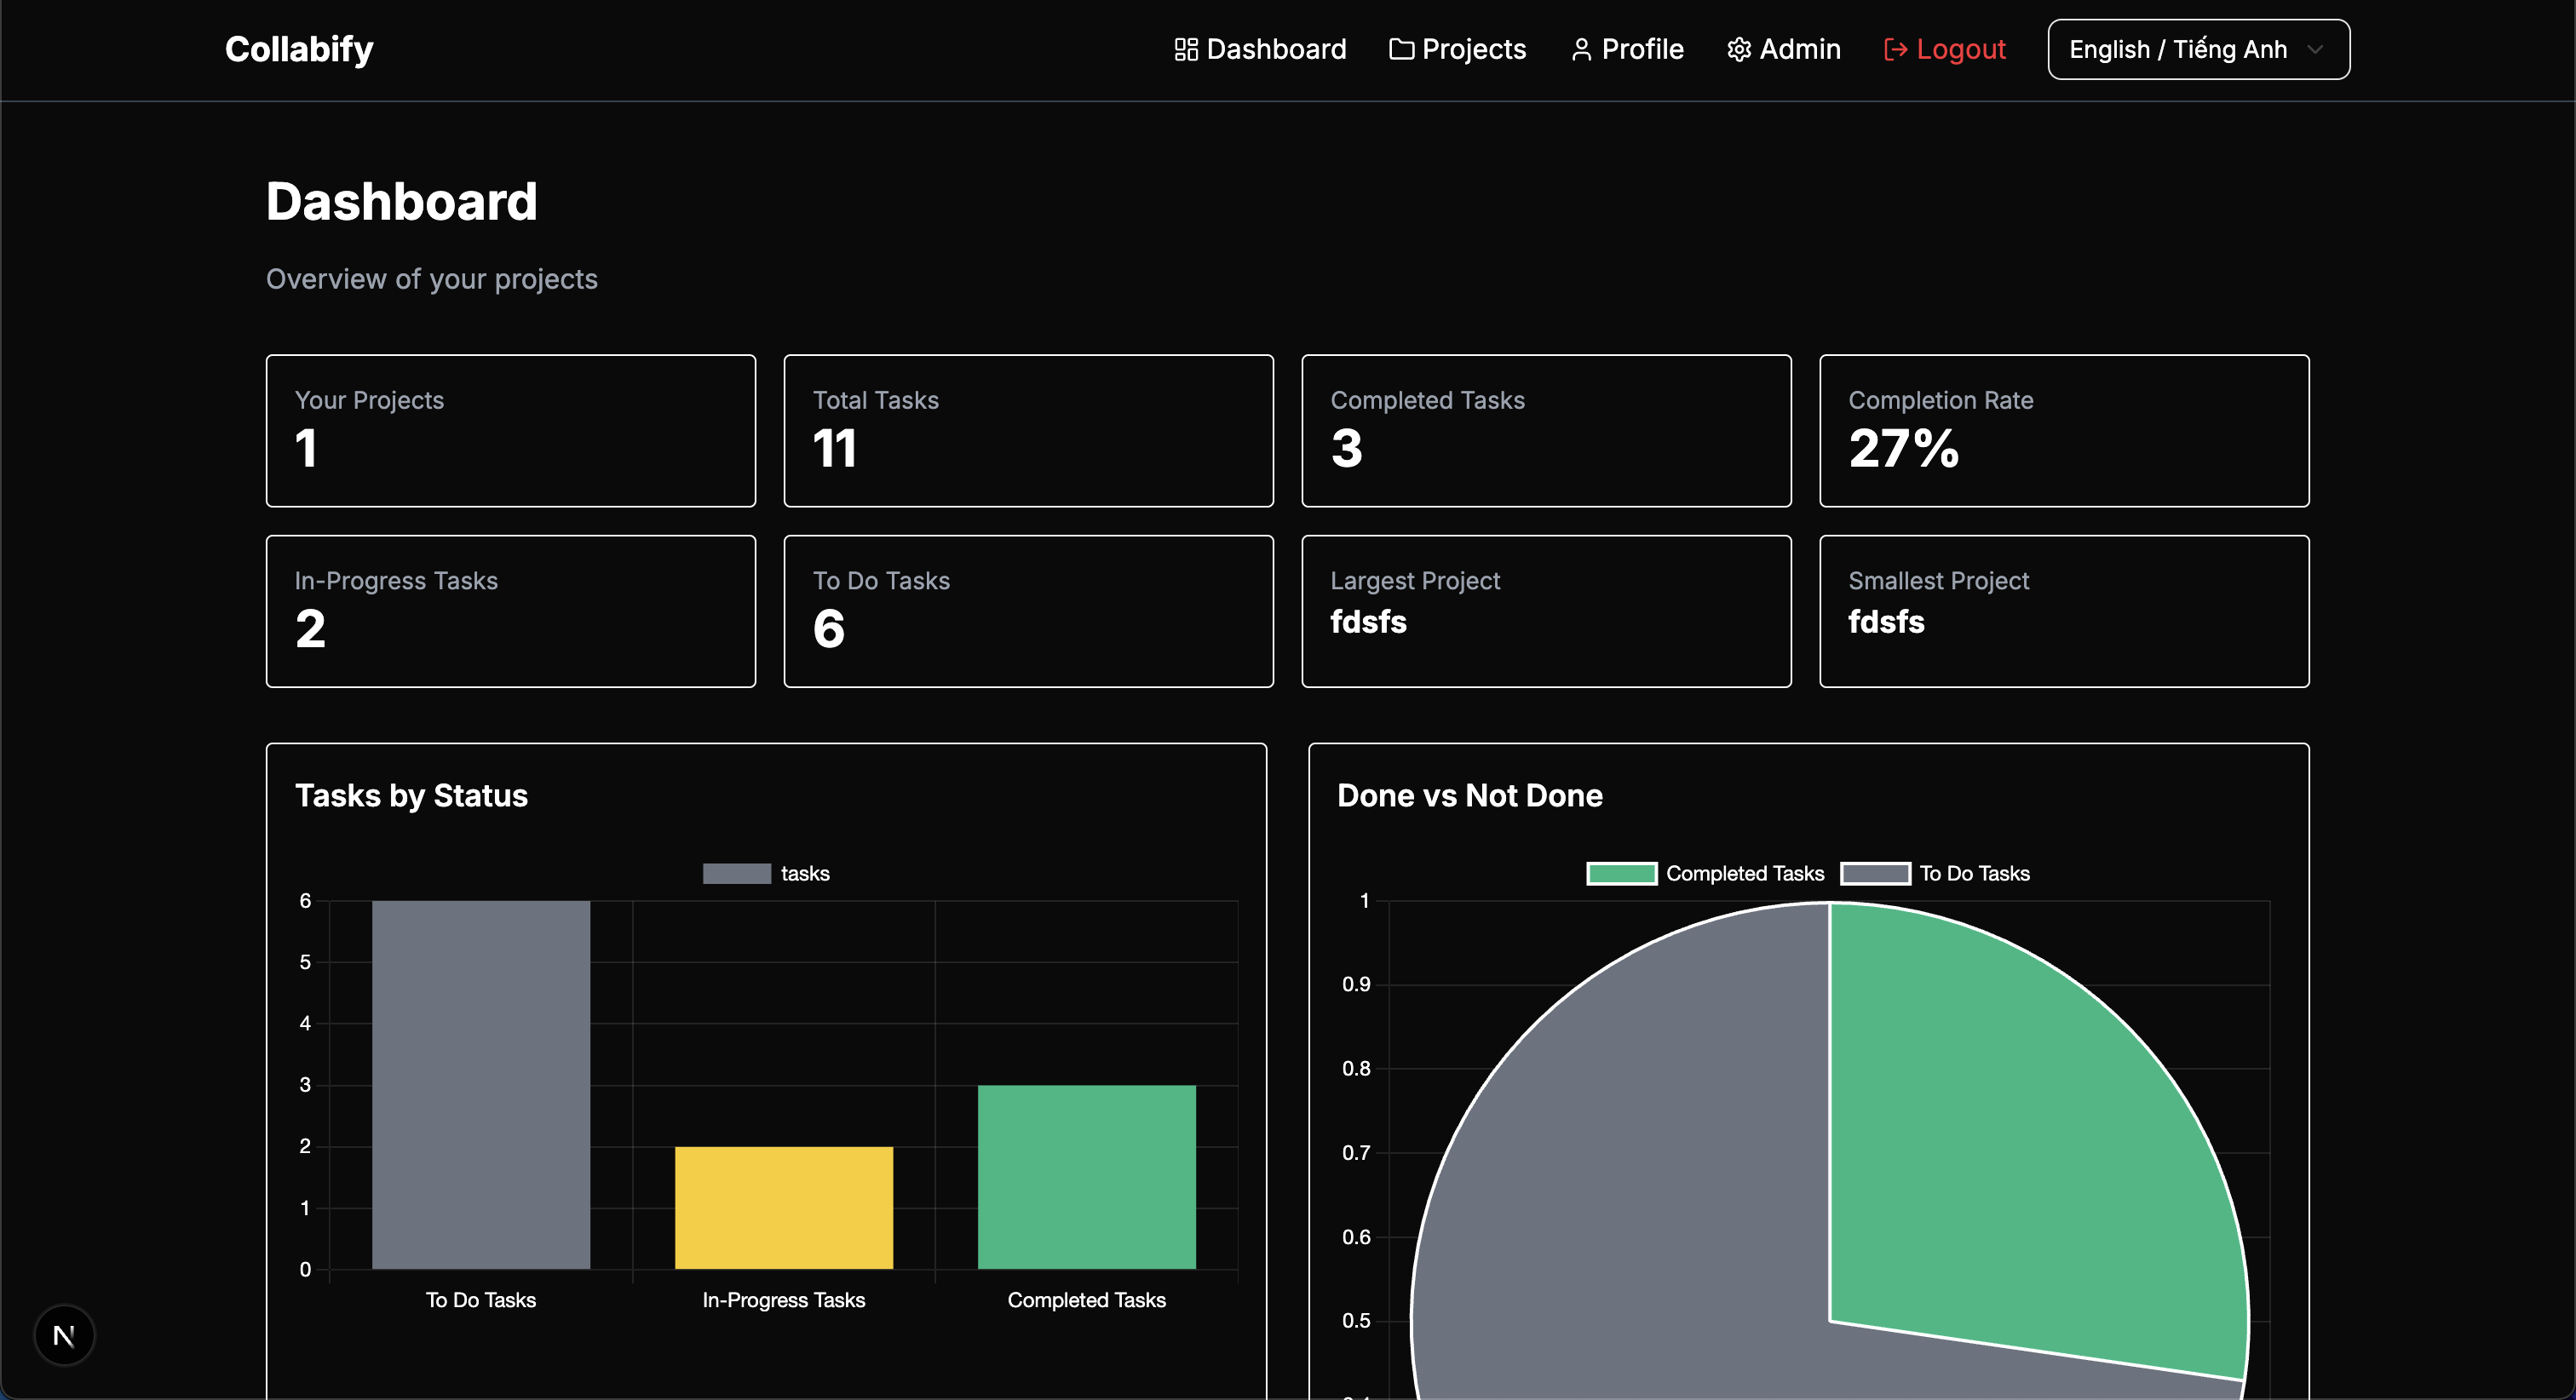 Collabify
Dashboard
Projects
Profile
Admin
Logout
English / Tiếng Anh
Dashboard
Overview of your projects
Your Projects
1
Total Tasks
11
Completed Tasks
3
Completion Rate
27%
In-Progress Tasks
2
To Do Tasks
6
Largest Project
fdsfs
Smallest Project
fdsfs
Tasks by Status
tasks
6
5
4
3
2
1
0
To Do Tasks
In-Progress Tasks
Completed Tasks
Done vs Not Done
Completed Tasks
To Do Tasks
1
0.9
0.8
0.7
0.6
0.5
N